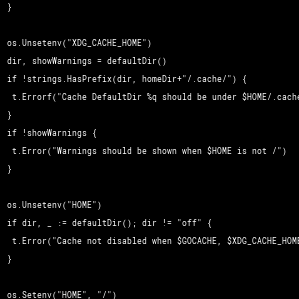 }
os.Unsetenv("XDG_CACHE_HOME")
dir, showWarnings = defaultDir()
if !strings.HasPrefix(dir, homeDir+"/.cache/") {
t.Errorf("Cache DefaultDir %q should be under $HOME/.cache
}
if !showWarnings {
t.Error("Warnings should be shown when $HOME is not /")
}
os.Unsetenv("HOME")
if dir, _ := defaultDir(); dir != "off" {
t.Error("Cache not disabled when $GOCACHE, $XDG_CACHE_HOME
}
os.Setenv("HOME", "/")